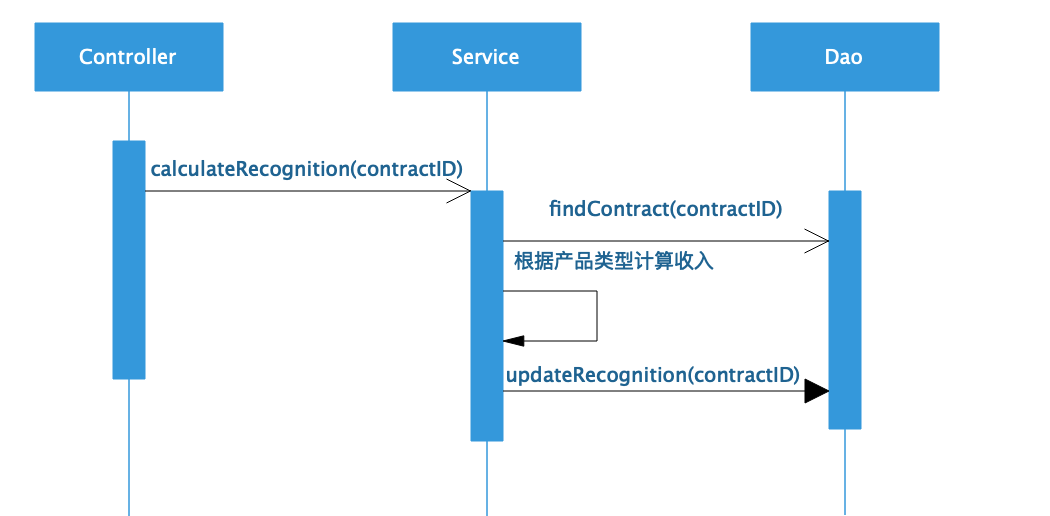 Controller
Service
Dao
calculateRecognition(contractID)
findContract(contractID)
根据产品类型计算收入
updateRecognition(contractID)